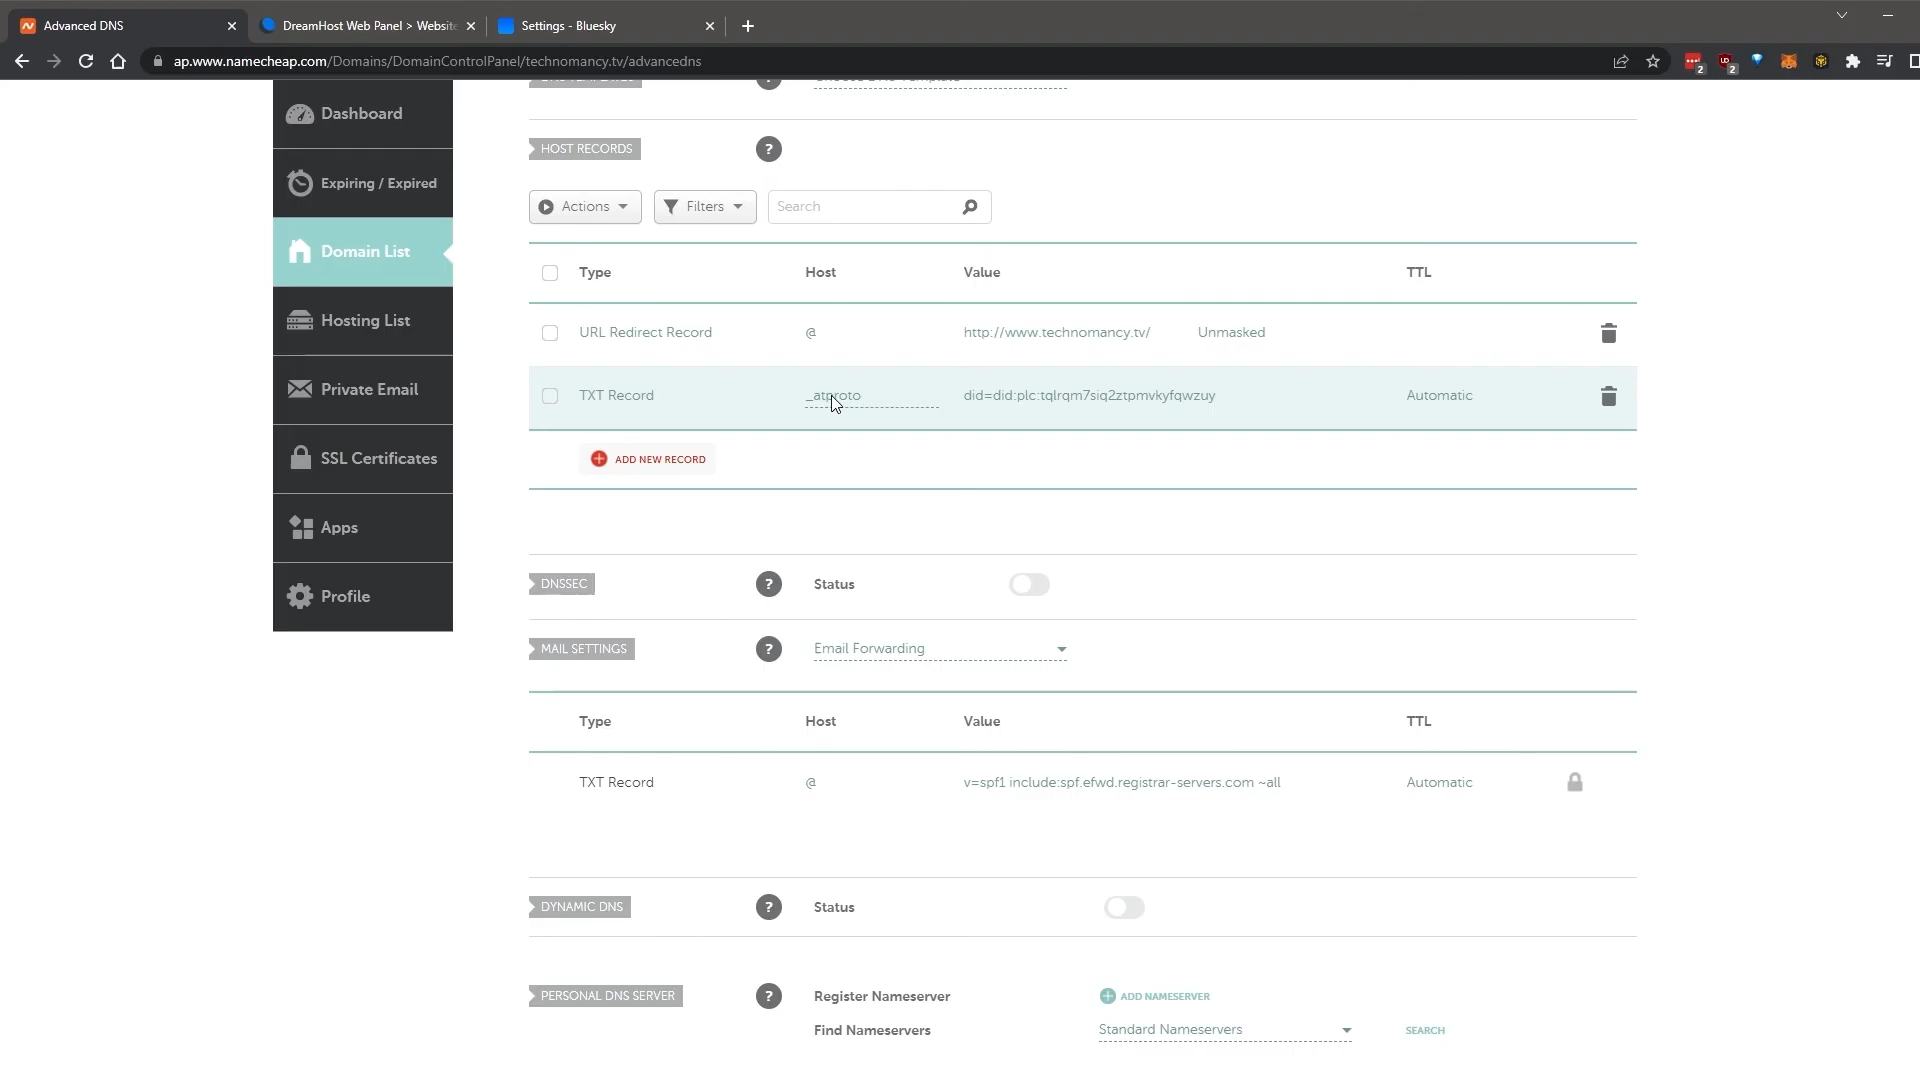 Advanced DNS
DreamHost Web Panel > Website
Settings - Bluesky
ap.www.namecheap.com/Domains/DomainControlPanel/technomancy.tv/advancedns
2
2
Dashboard
Expiring / Expired
Domain List
Hosting List
Private Email
SSL Certificates
Apps
Profile
HOST RECORDS ?
Actions Filters Search
Type Host Value TTL
URL Redirect Record @ http://www.technomancy.tv/ Unmasked
TXT Record _atproto did=did:plc:tqlrqm7siq2ztpmvkyfqwzuy Automatic
ADD NEW RECORD
DNSSEC ? Status
MAIL SETTINGS ? Email Forwarding
Type Host Value TTL
TXT Record @ v=spf1 include:spf.efwd.registrar-servers.com ~all Automatic
DYNAMIC DNS ? Status
PERSONAL DNS SERVER ? Register Nameserver ADD NAMESERVER
Find Nameservers Standard Nameservers SEARCH